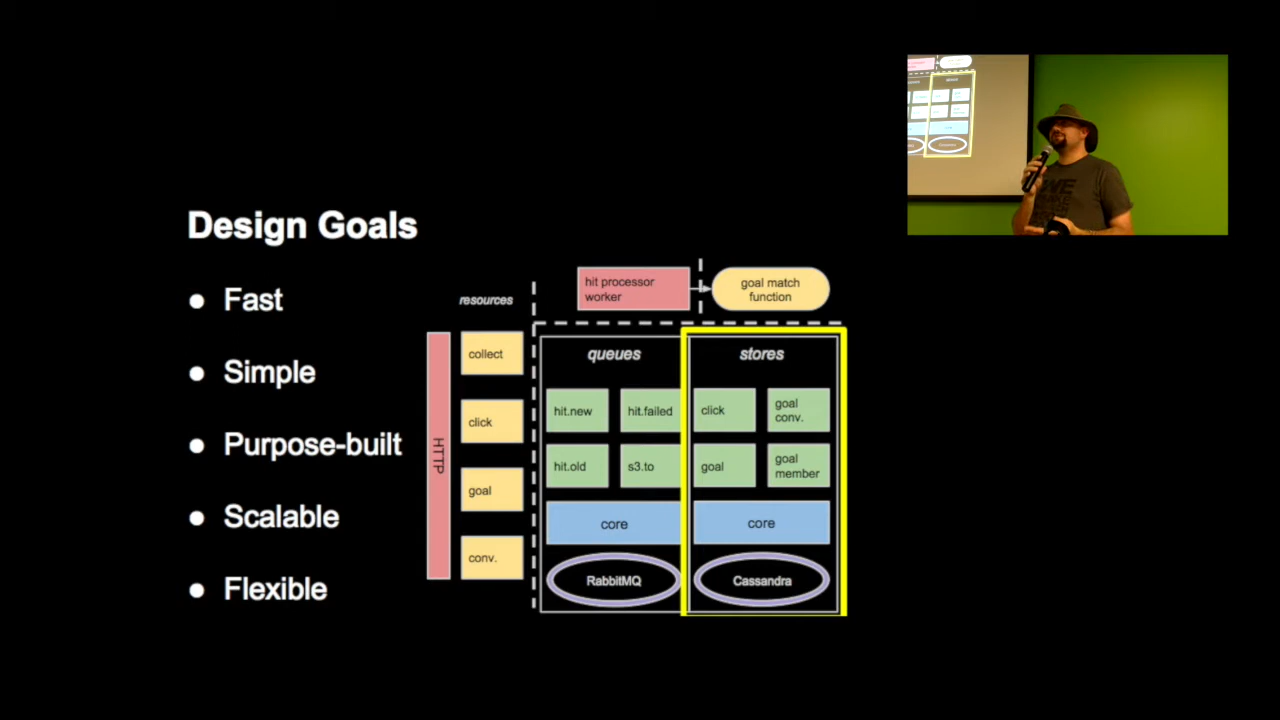 Design Goals
● Fast
● Simple
● Purpose-built
● Scalable
● Flexible
resources
HTTP
collect
click
goal
conv.
hit processor
worker
goal match
function
queues
hit.new
hit.failed
hit.old
s3.to
core
RabbitMQ
stores
click
goal
conv.
goal
goal
member
core
Cassandra
WE